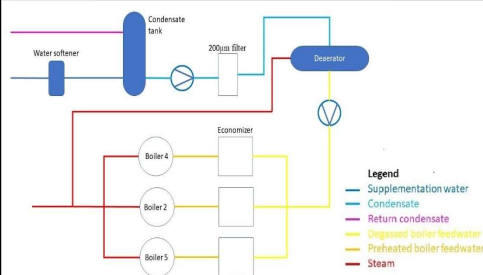 Condensate
tank
Water softener
200µm filter
Deaerator
Economizer
Boiler 4
Boiler 2
Boiler 5
Legend
Supplementation water
Condensate
Return condensate
Degassed boiler feedwater
Preheated boiler feedwater
Steam